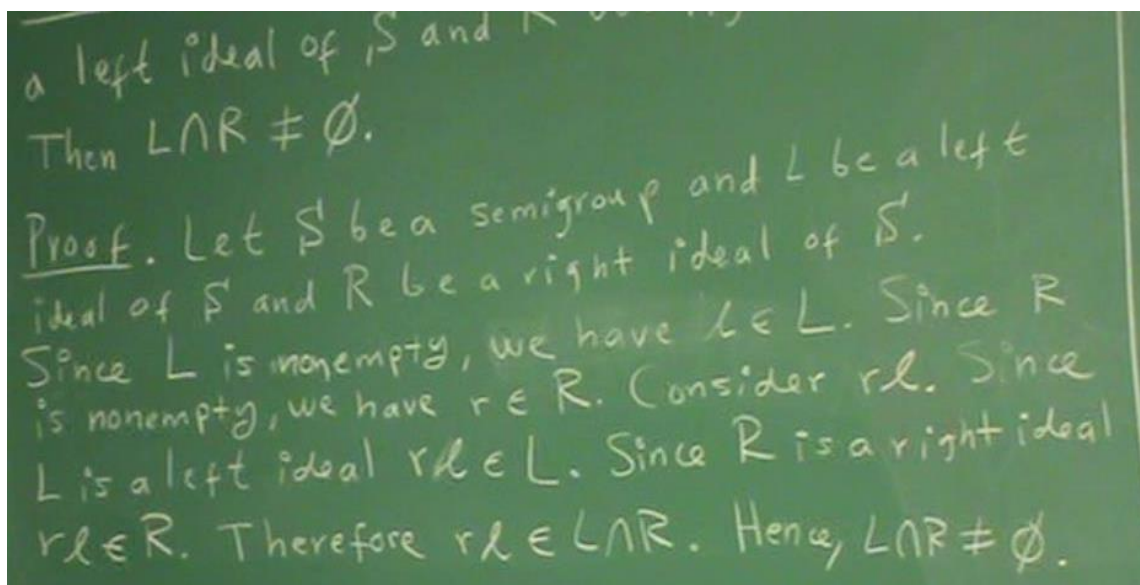 a left ideal of S and R
Then L∩R ≠ ∅.
Proof. Let S be a semigroup and L be a left
ideal of S and R be a right ideal of S.
Since L is nonempty, we have l ∈ L. Since R
is nonempty, we have r ∈ R. Consider rl. Since
L is a left ideal rl ∈ L. Since R is a right ideal
rl ∈ R. Therefore rl ∈ L∩R. Hence, L∩R ≠ ∅.